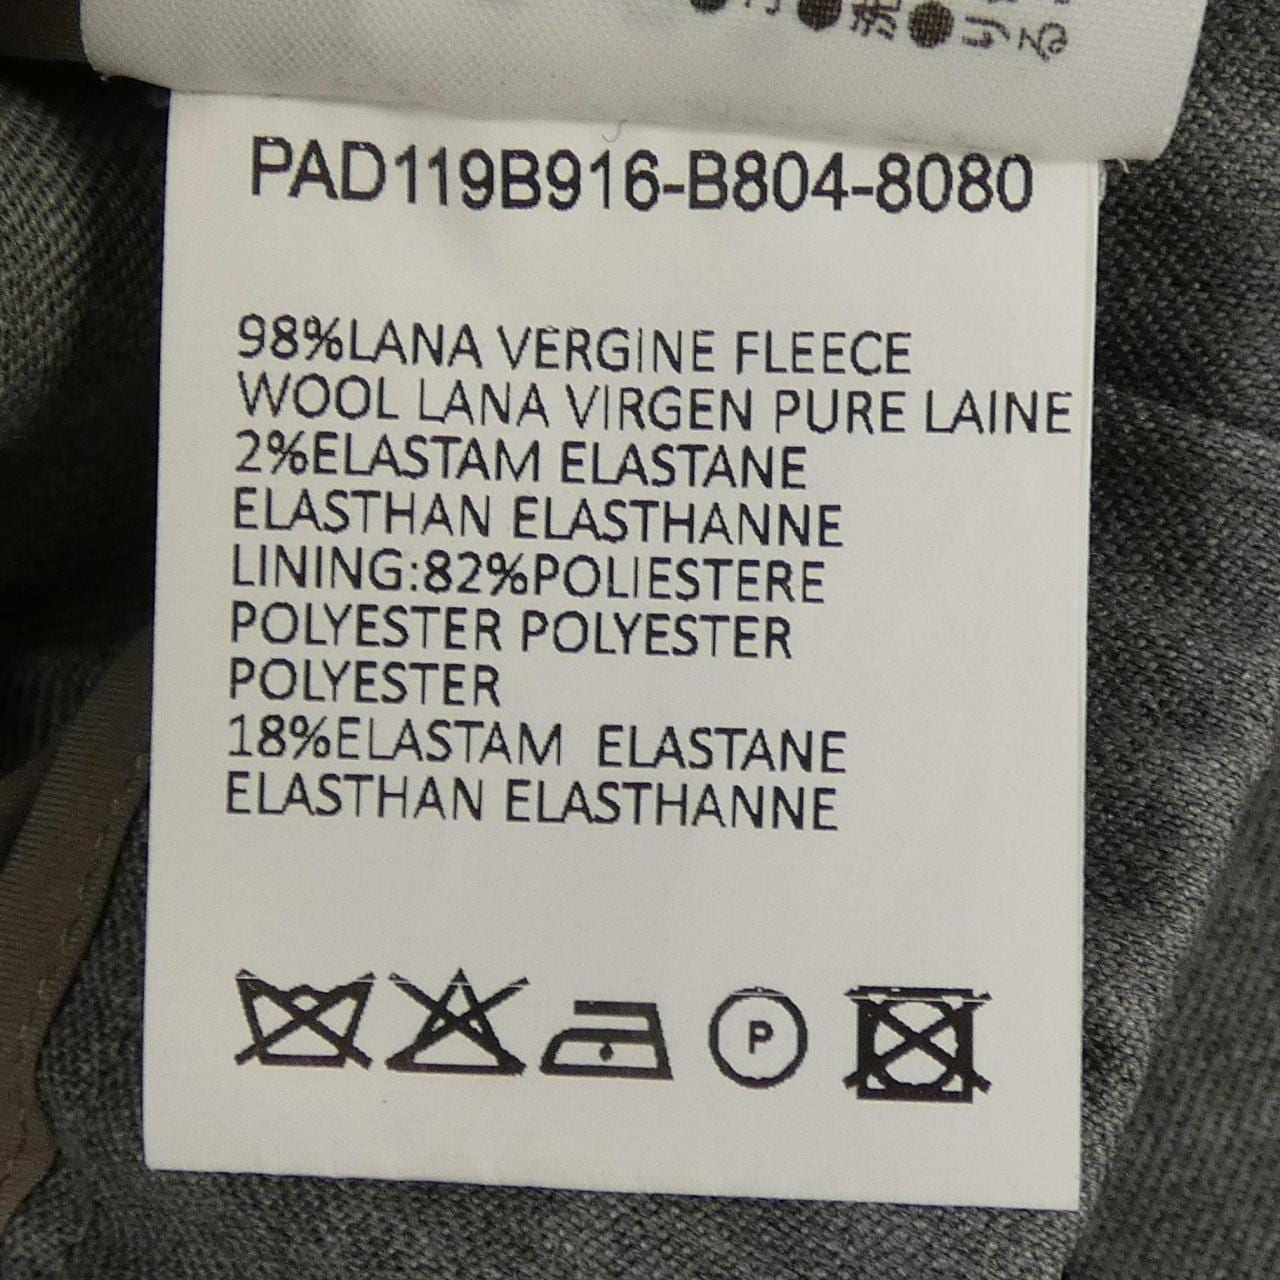 PAD119B916-B804-8080
98%LANA VERGINE FLEECE
WOOL LANA VIRGEN PURE LAINE
2%ELASTAM ELASTANE
ELASTHAN ELASTHANNE
LINING:82%POLIESTERE
POLYESTER POLYESTER
POLYESTER
18%ELASTAM ELASTANE
ELASTHAN ELASTHANNE
P